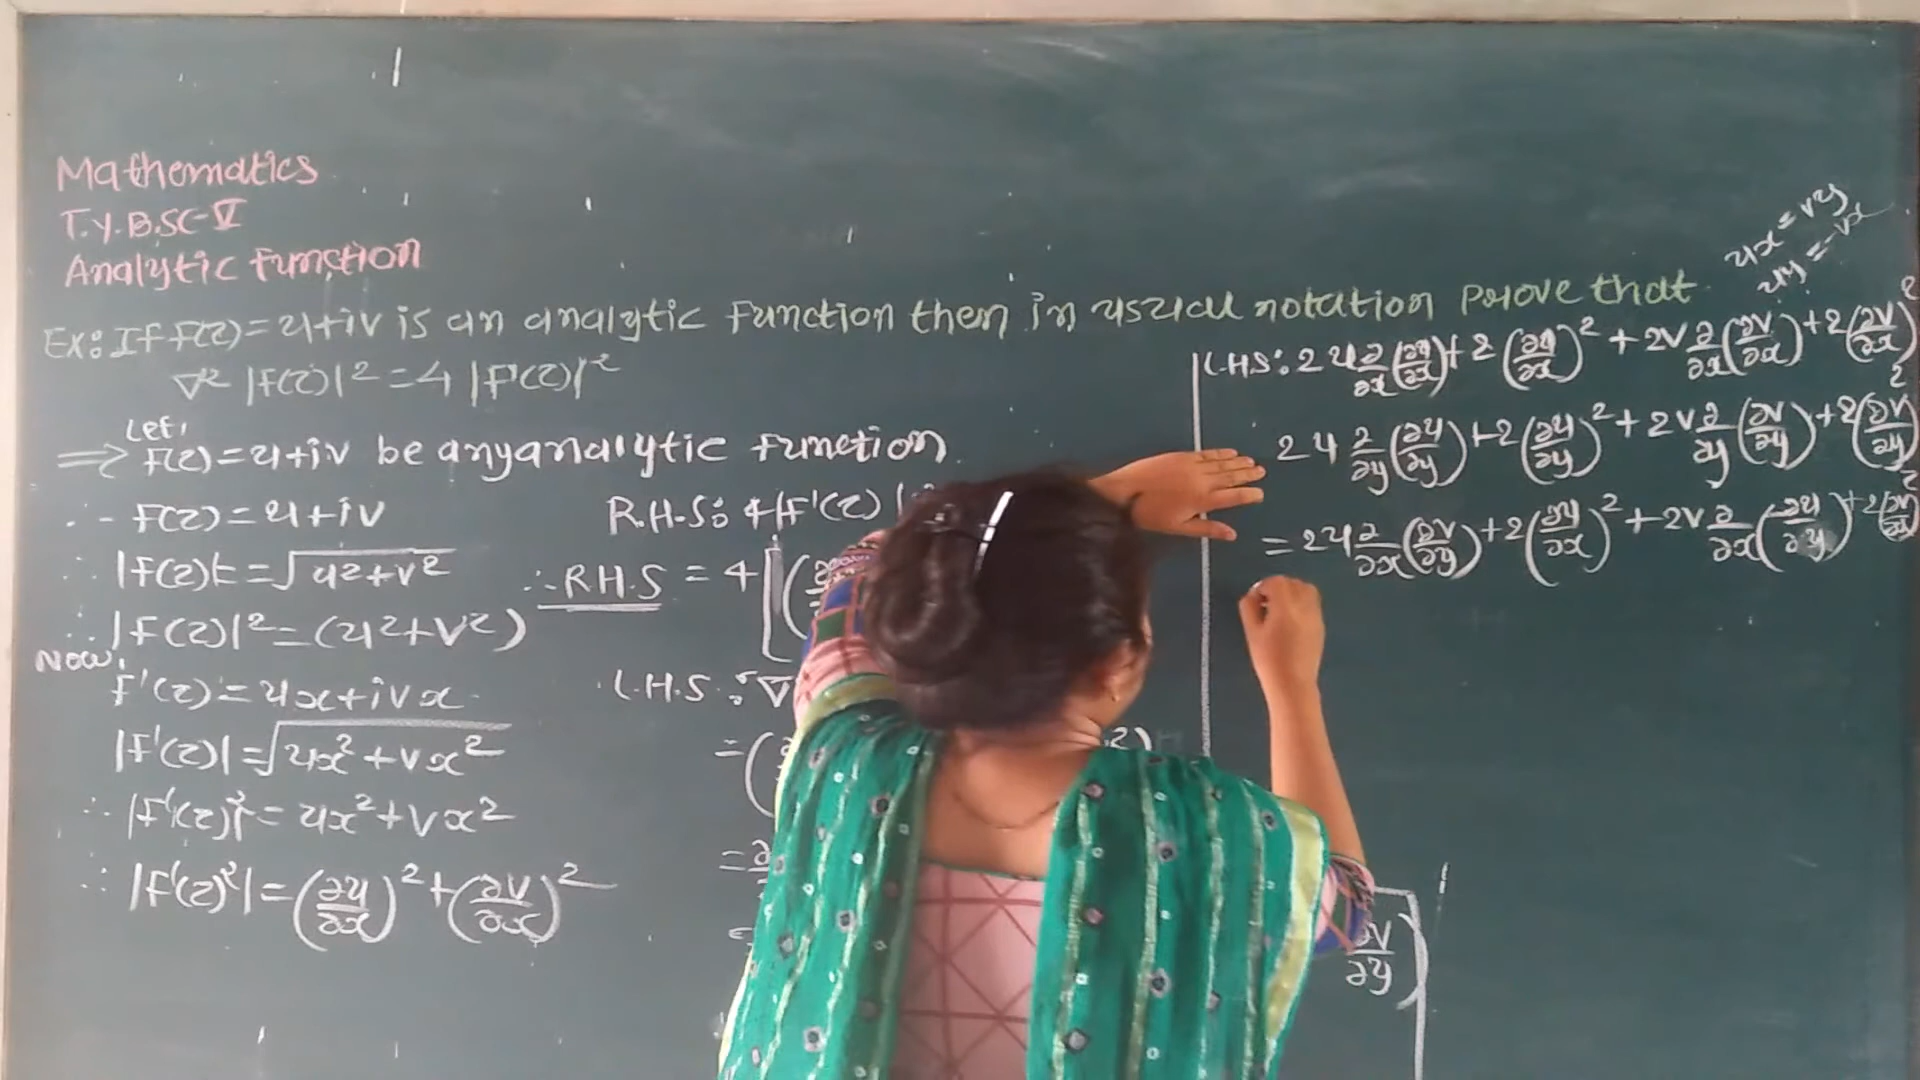 Mathematics
T.Y.B.SC-V
Analytic Function
Ex: If f(z)=u+iv is an analytic Function then in usual notation prove that
∇² |f(z)|²=4 |f'(z)|²
Let,
⇒ f(z)=u+iv be any analytic function
∴ f(z)=u+iv
∴ |f(z)|==√u²+v²
∴ |f(z)|²=(u²+v²)
Now,
f'(z)=ux+ivx
|f'(z)|=√ux²+vx²
∴ |f'(z)|²=ux²+vx²
∴ |f'(z)²|=(∂u/∂x)²+(∂v/∂x)²
R.H.S: 4|f'(z)|
∴ R.H.S = 4[(
L.H.S: ∇
=(
=∂
=
∂v/∂y)
ux=vy
uy=-vx
L.H.S: 2u ∂/∂x(∂u/∂x)+2(∂u/∂x)²+2v ∂/∂x(∂v/∂x)+2(∂v/∂x)²
2u ∂/∂y(∂u/∂y)+2(∂u/∂y)²+2v ∂/∂y(∂v/∂y)+2(∂v/∂y)²
=2u ∂/∂x(∂v/∂y)+2(∂u/∂x)²+2v ∂/∂x(∂u/∂y)+2